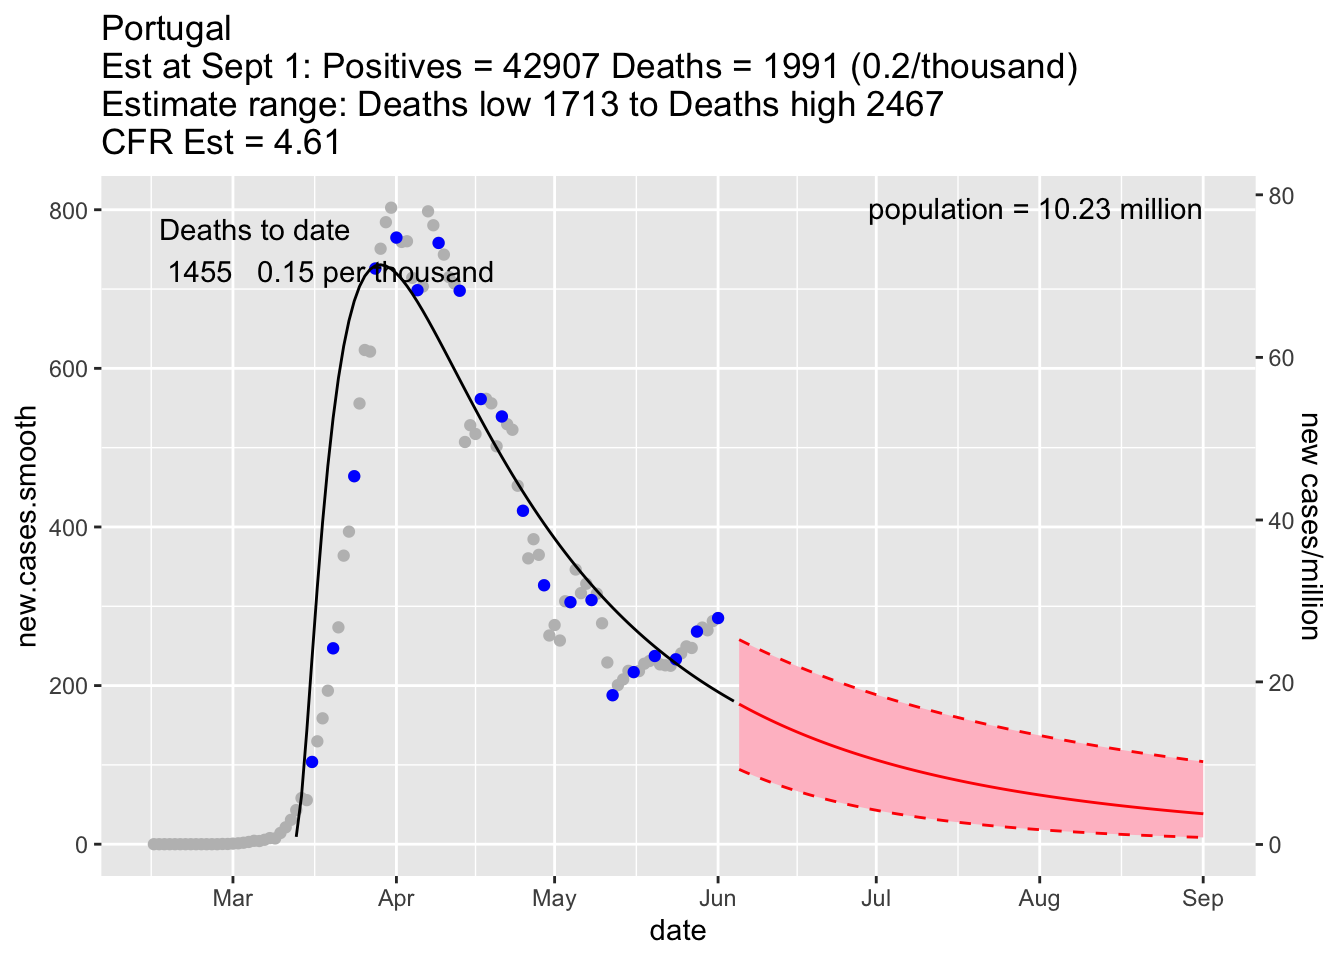 Portugal
Est at Sept 1: Positives = 42907 Deaths = 1991 (0.2/thousand)
Estimate range: Deaths low 1713 to Deaths high 2467
CFR Est = 4.61
800
80
population = 10.23 million
Deaths to date
1455   0.15 per thousand
600
60
new.cases.smooth
new cases/million
400
40
200
20
0
0
Mar Apr May Jun Jul Aug Sep
date